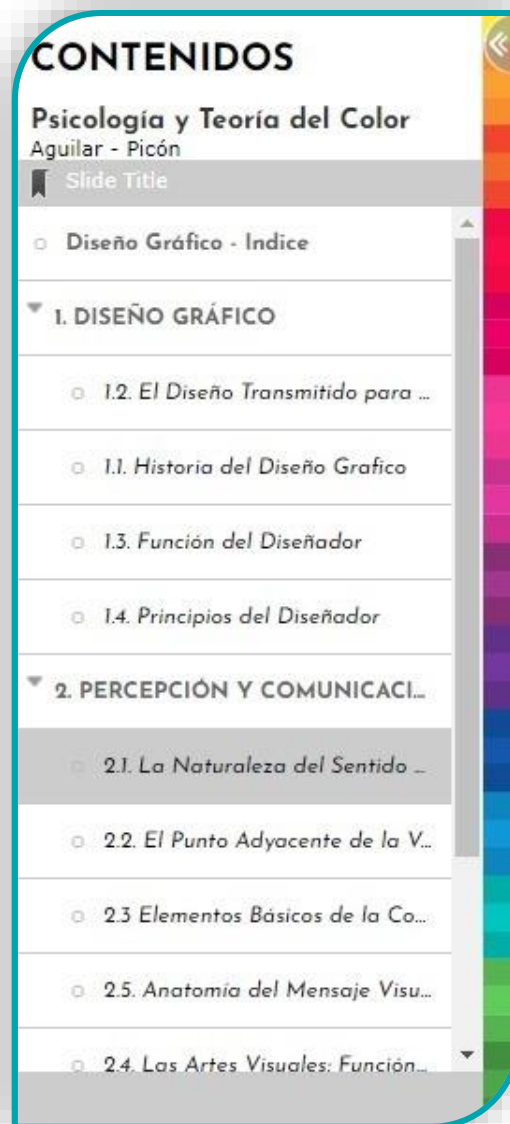 CONTENIDOS
Psicología y Teoría del Color
Aguilar - Picón
Slide Title
Diseño Gráfico - Indice
1. DISEÑO GRÁFICO
1.2. El Diseño Transmitido para ...
1.1. Historia del Diseño Grafico
1.3. Función del Diseñador
1.4. Principios del Diseñador
2. PERCEPCIÓN Y COMUNICACI...
2.1. La Naturaleza del Sentido ...
2.2. El Punto Adyacente de la V...
2.3 Elementos Básicos de la Co...
2.5. Anatomía del Mensaje Visu...
2.4. Las Artes Visuales: Función...